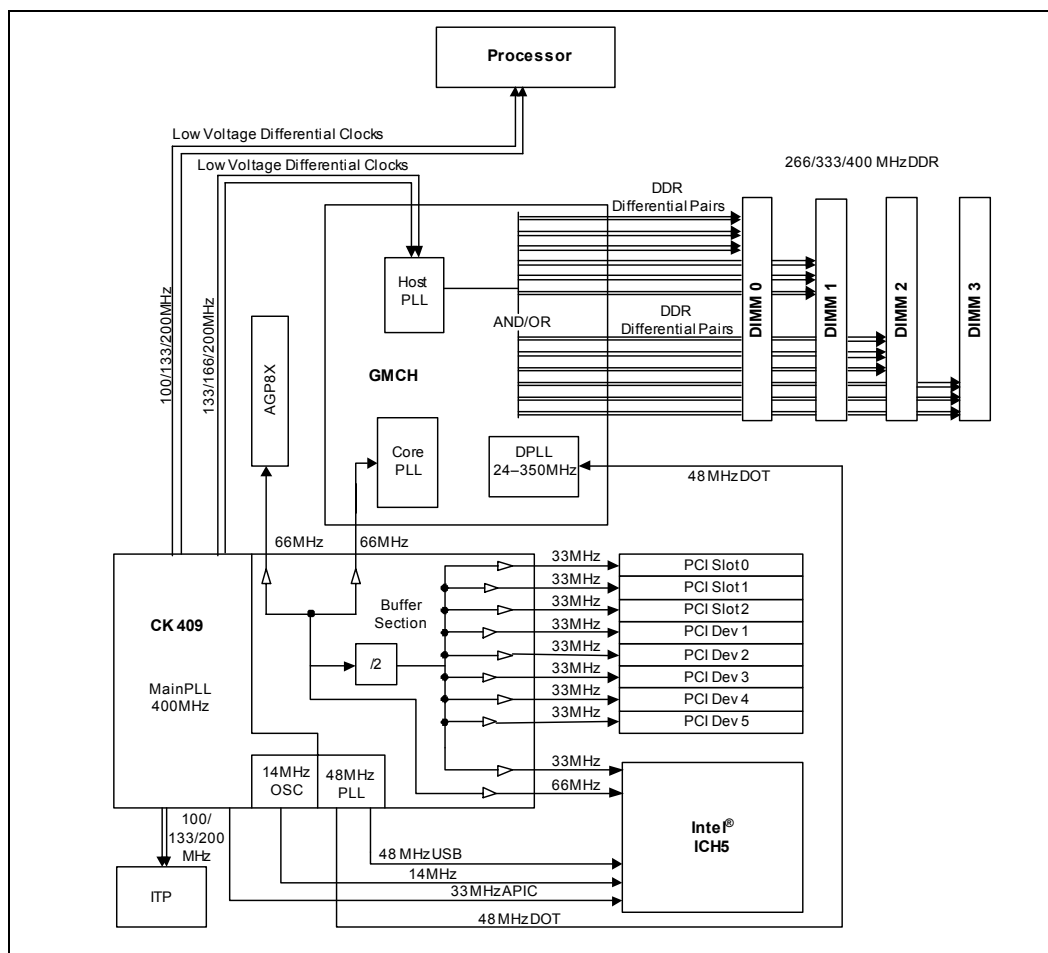 Processor
Low Voltage Differential Clocks
Low Voltage Differential Clocks
266/333/400 MHz DDR
DDR
Differential Pairs
Host
PLL
AND/OR
DDR
Differential Pairs
DIMM 0
DIMM 1
DIMM 2
DIMM 3
100/133/200MHz
133/166/200MHz
AGP8X
GMCH
Core
PLL
DPLL
24–350MHz
48 MHz DOT
66MHz
66MHz
33MHz
PCI Slot 0
33MHz
PCI Slot 1
33MHz
PCI Slot 2
33MHz
PCI Dev 1
33MHz
PCI Dev 2
33MHz
PCI Dev 3
33MHz
PCI Dev 4
33MHz
PCI Dev 5
Buffer
Section
/2
CK 409
Main PLL
400MHz
14MHz
OSC
48MHz
PLL
33MHz
66MHz
Intel®
ICH5
100/
133/200
MHz
ITP
48 MHz USB
14MHz
33MHz APIC
48MHz DOT